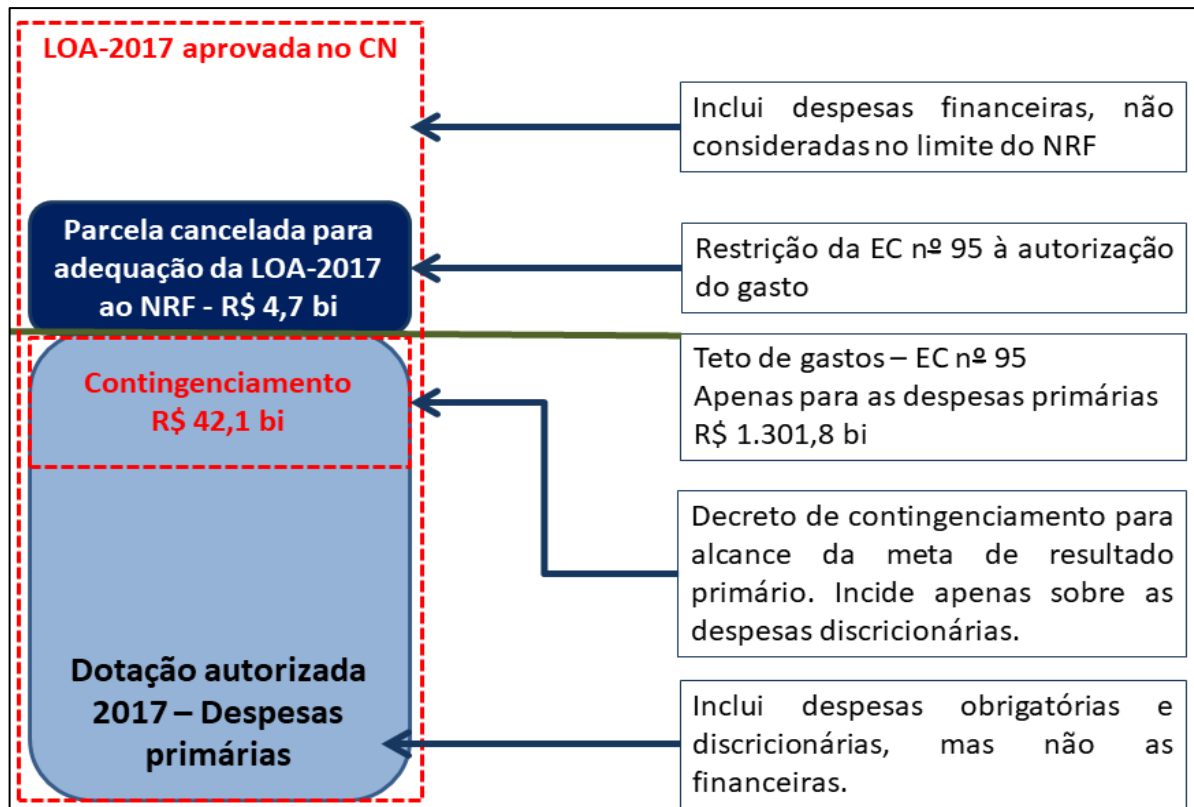 LOA-2017 aprovada no CN
Inclui despesas financeiras, não
consideradas no limite do NRF
Parcela cancelada para
adequação da LOA-2017
ao NRF - R$ 4,7 bi
Restrição da EC nº 95 à autorização
do gasto
Teto de gastos – EC nº 95
Apenas para as despesas primárias
R$ 1.301,8 bi
Contingenciamento
R$ 42,1 bi
Decreto de contingenciamento para
alcance da meta de resultado
primário. Incide apenas sobre as
despesas discricionárias.
Dotação autorizada
2017 – Despesas
primárias
Inclui despesas obrigatórias e
discricionárias, mas não as
financeiras.